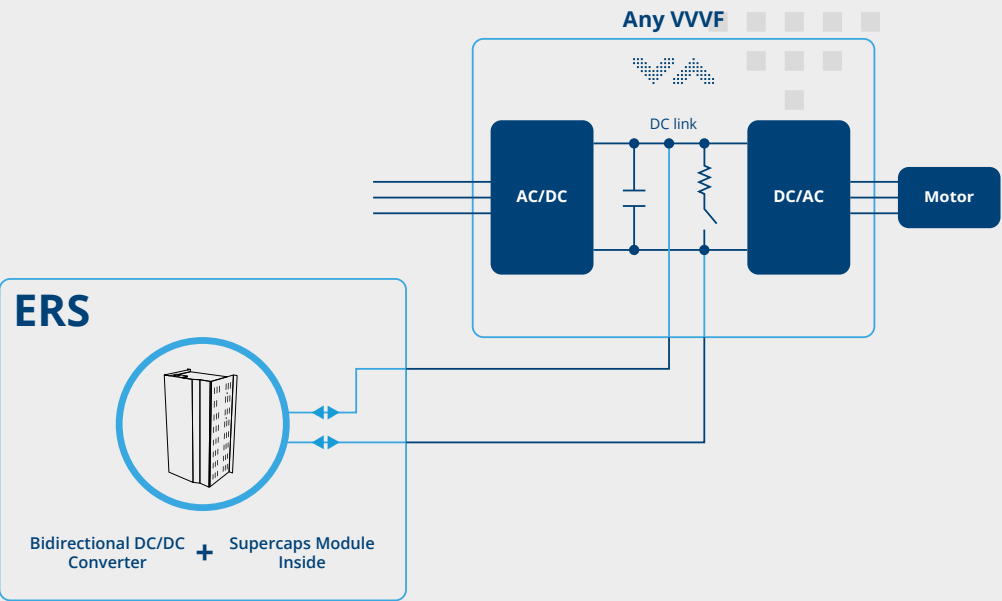 Any VVVF
DC link
AC/DC
DC/AC
Motor
ERS
Bidirectional DC/DC
Converter
+
Supercaps Module
Inside